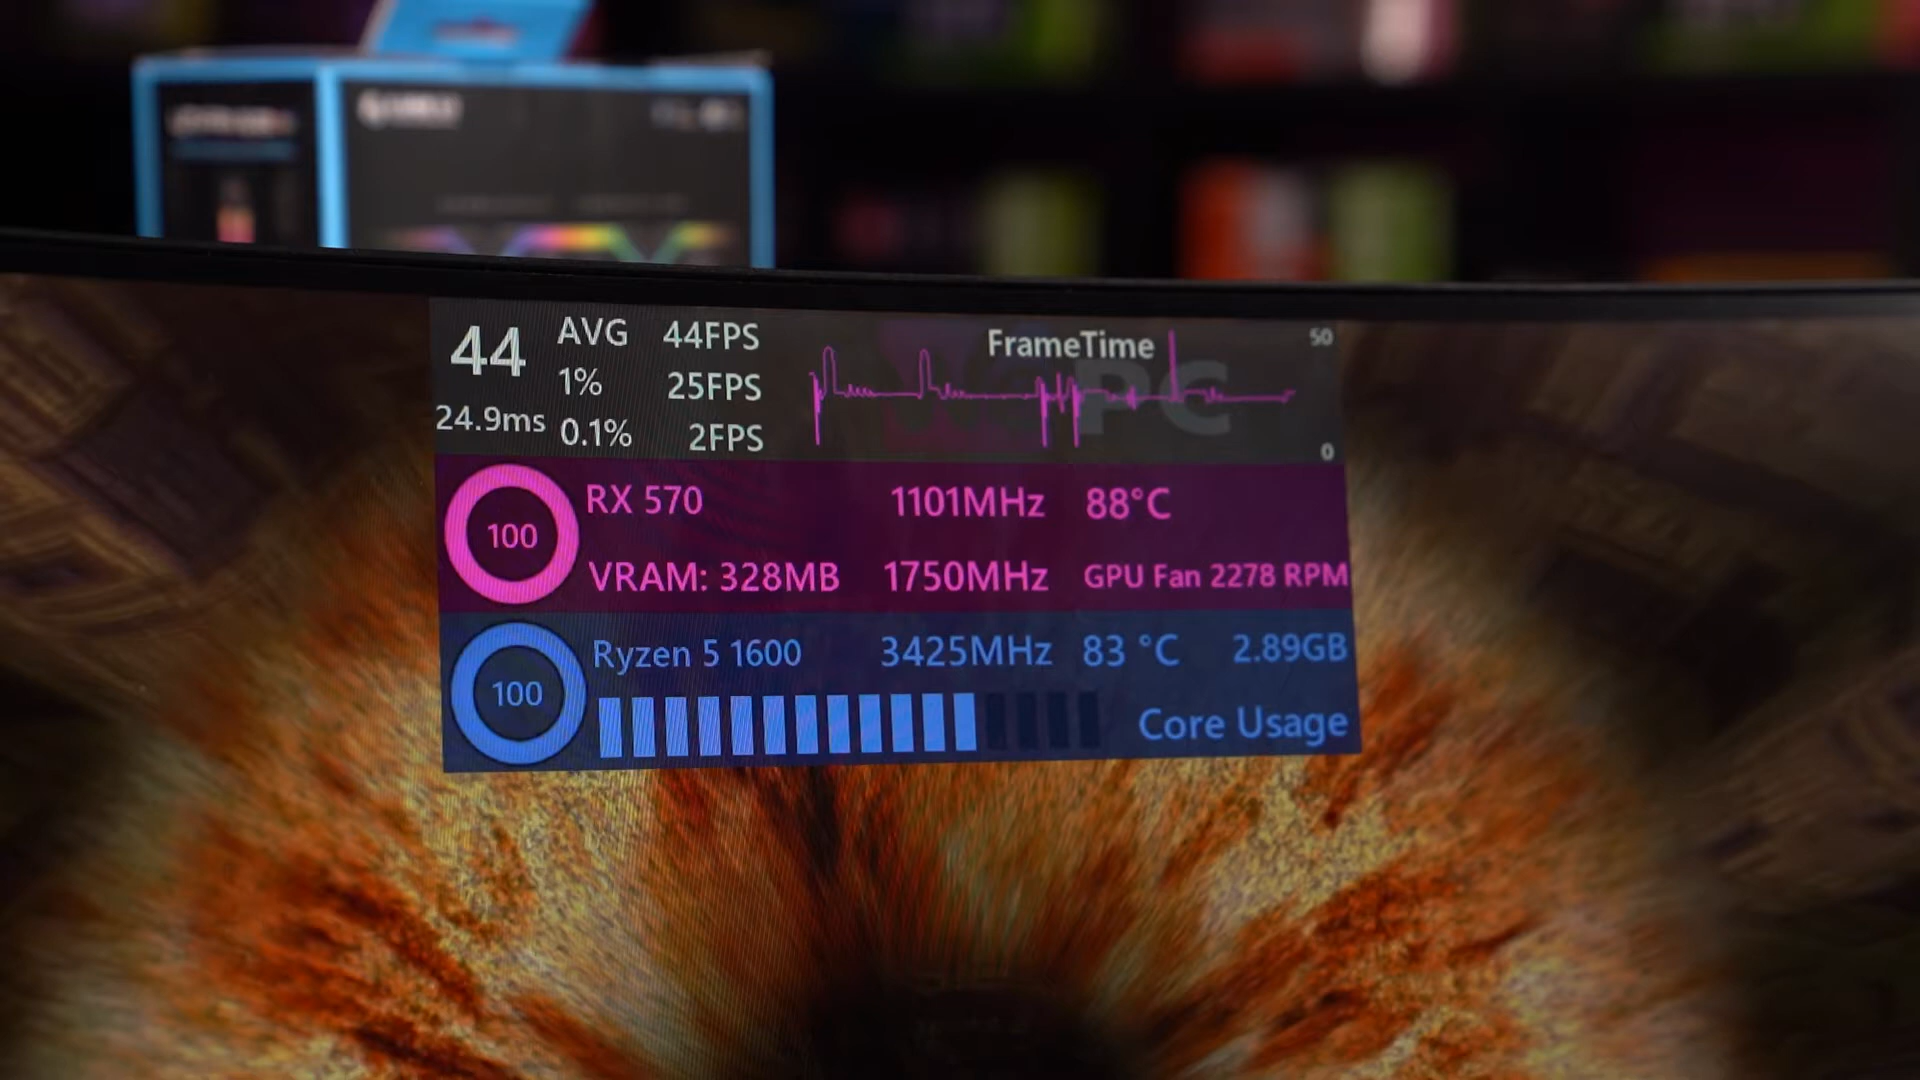 44 AVG 44FPS FrameTime 50
1% 25FPS PC
24.9ms 0.1% 2FPS 0
100 RX 570 1101MHz 88°C
VRAM: 328MB 1750MHz GPU Fan 2278 RPM
100 Ryzen 5 1600 3425MHz 83 °C 2.89GB
Core Usage